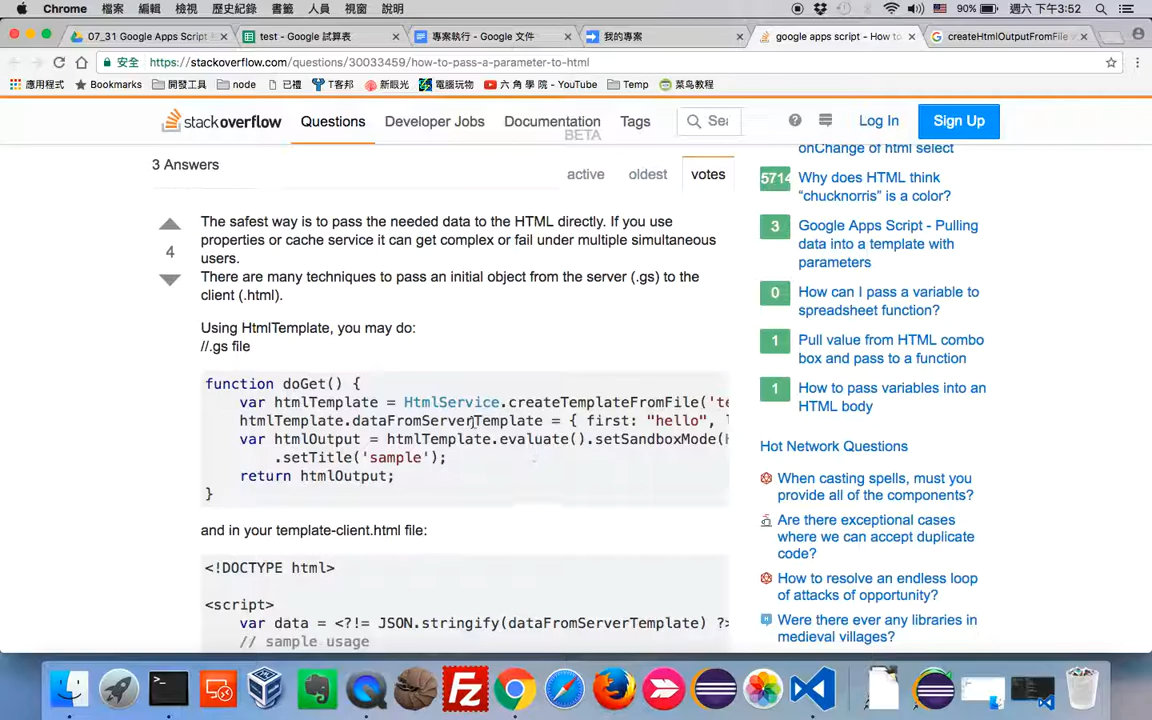 Chrome 檔案 編輯 檢視 歷史紀錄 書籤 人員 視窗 說明 90% 週六 下午3:52
07_31 Google Apps Script
test - Google 試算表
專案執行 - Google 文件
我的專案
google apps script - How to
createHtmlOutputFromFile
安全 https://stackoverflow.com/questions/30033459/how-to-pass-a-parameter-to-html
應用程式 Bookmarks 開發工具 node 已禮 T客邦 新眼光 電腦玩物 六 角 學 院 - YouTube Temp 菜鸟教程
stackoverflow Questions Developer Jobs Documentation BETA Tags Sea Log In Sign Up
3 Answers
active oldest votes
4
The safest way is to pass the needed data to the HTML directly. If you use
properties or cache service it can get complex or fail under multiple simultaneous
users.
There are many techniques to pass an initial object from the server (.gs) to the
client (.html).
Using HtmlTemplate, you may do:
//.gs file
function doGet() {
var htmlTemplate = HtmlService.createTemplateFromFile('te
htmlTemplate.dataFromServerTemplate = { first: "hello",
var htmlOutput = htmlTemplate.evaluate().setSandboxMode(
.setTitle('sample');
return htmlOutput;
}
and in your template-client.html file:
<!DOCTYPE html>
<script>
var data = <?!= JSON.stringify(dataFromServerTemplate) ?>
// sample usage
onChange of html select
5714 Why does HTML think
“chucknorris” is a color?
3 Google Apps Script - Pulling
data into a template with
parameters
0 How can I pass a variable to
spreadsheet function?
1 Pull value from HTML combo
box and pass to a function
1 How to pass variables into an
HTML body
Hot Network Questions
When casting spells, must you
provide all of the components?
Are there exceptional cases
where we can accept duplicate
code?
How to resolve an endless loop
of attacks of opportunity?
Were there ever any libraries in
medieval villages?